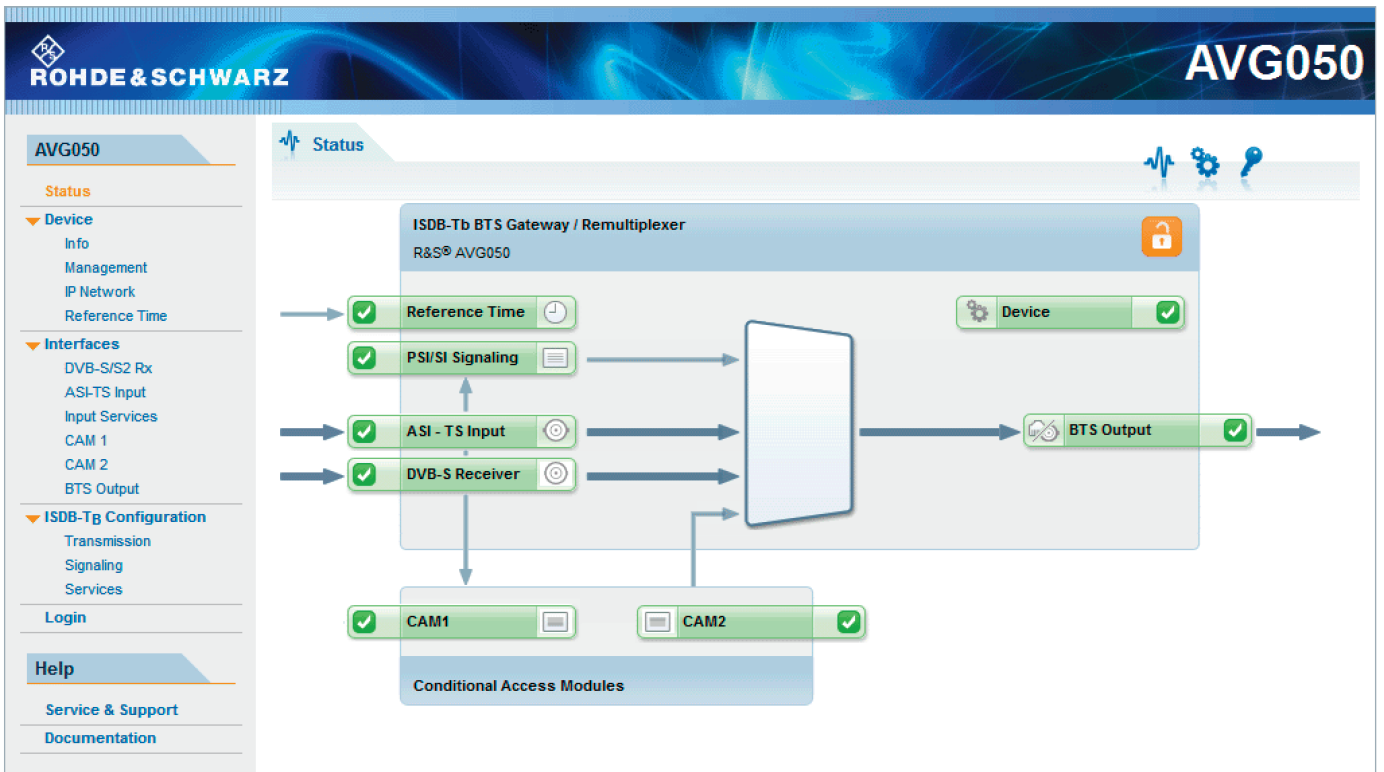 R&S
ROHDE&SCHWARZ
AVG050
AVG050
Status
Device
Info
Management
IP Network
Reference Time
Interfaces
DVB-S/S2 Rx
ASI-TS Input
Input Services
CAM 1
CAM 2
BTS Output
ISDB-TB Configuration
Transmission
Signaling
Services
Login
Help
Service & Support
Documentation
Status
ISDB-Tb BTS Gateway / Remultiplexer
R&S® AVG050
Reference Time
Device
PSI/SI Signaling
ASI - TS Input
BTS Output
DVB-S Receiver
CAM1
CAM2
Conditional Access Modules